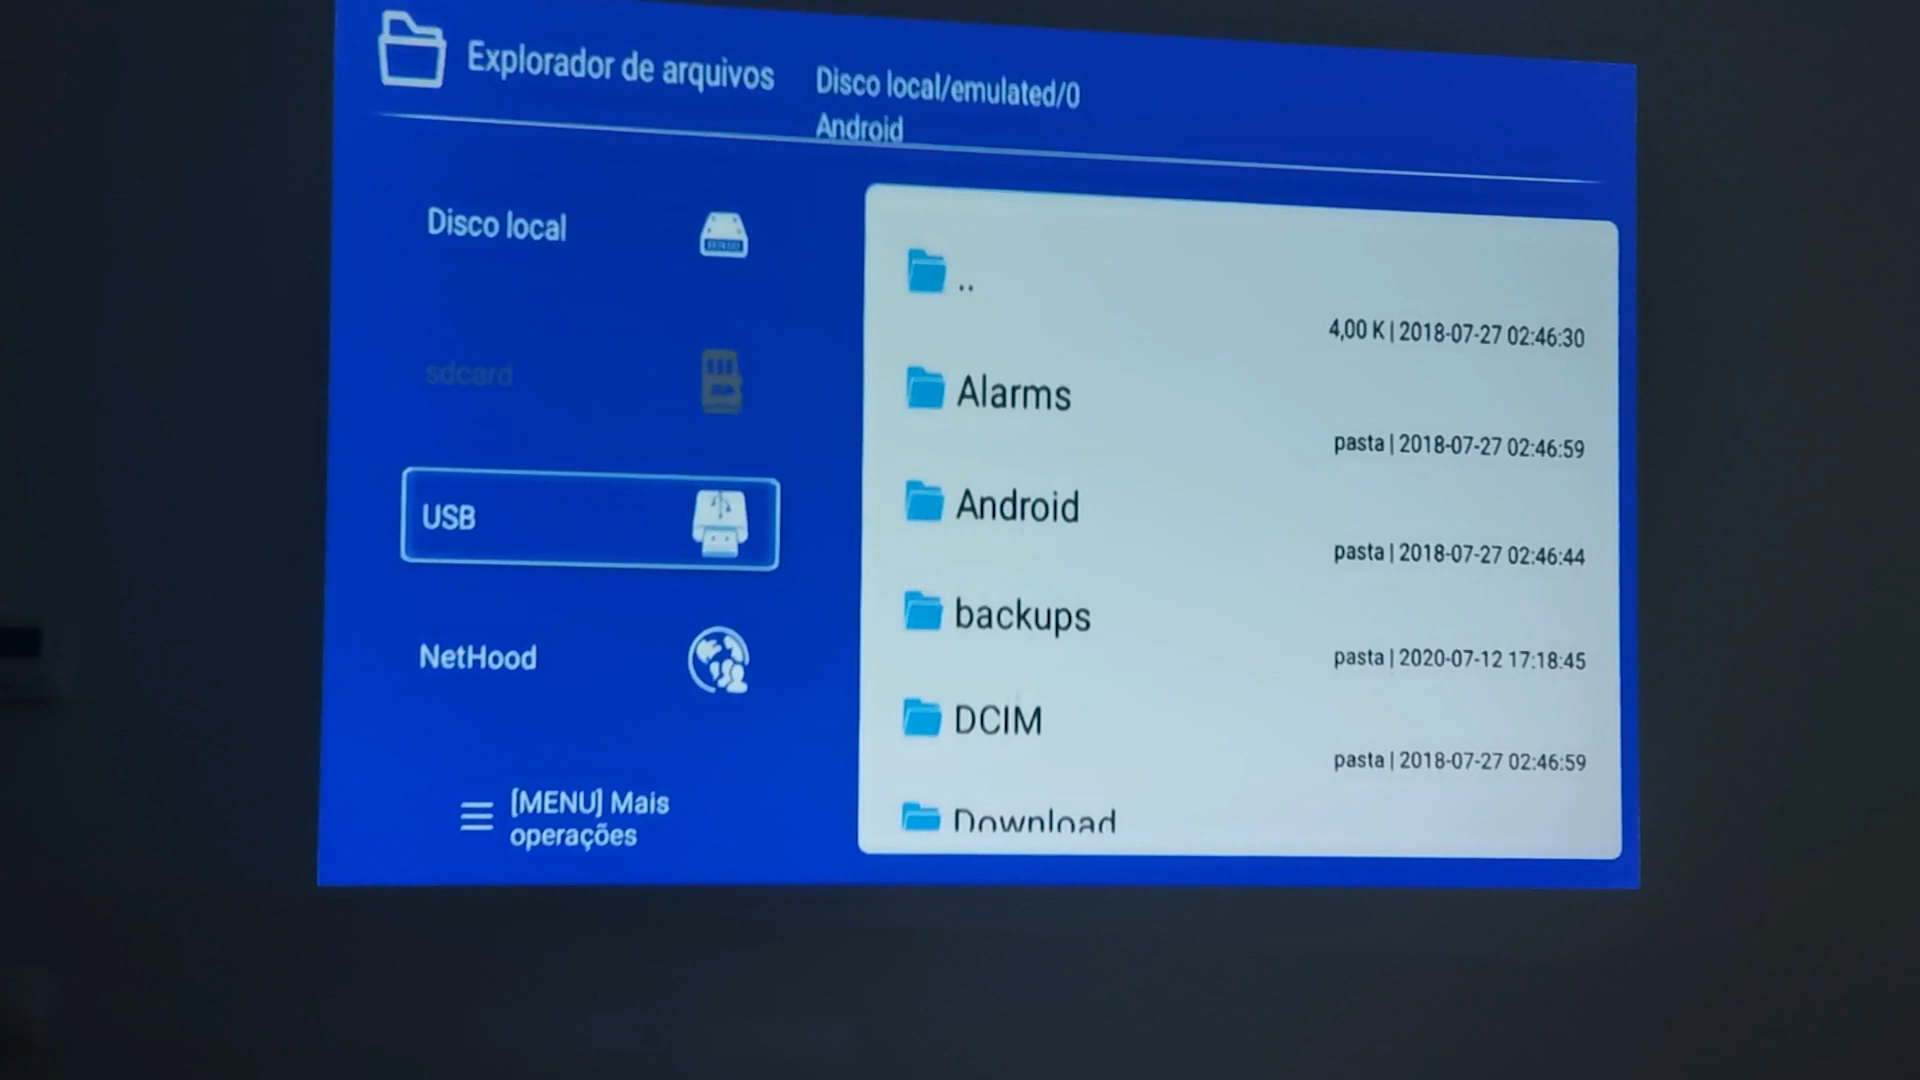 Explorador de arquivos
Disco local/emulated/0
Android
Disco local
sdcard
USB
NetHood
[MENU] Mais
operações
..
4,00 K | 2018-07-27 02:46:30
Alarms
pasta | 2018-07-27 02:46:59
Android
pasta | 2018-07-27 02:46:44
backups
pasta | 2020-07-12 17:18:45
DCIM
pasta | 2018-07-27 02:46:59
Download